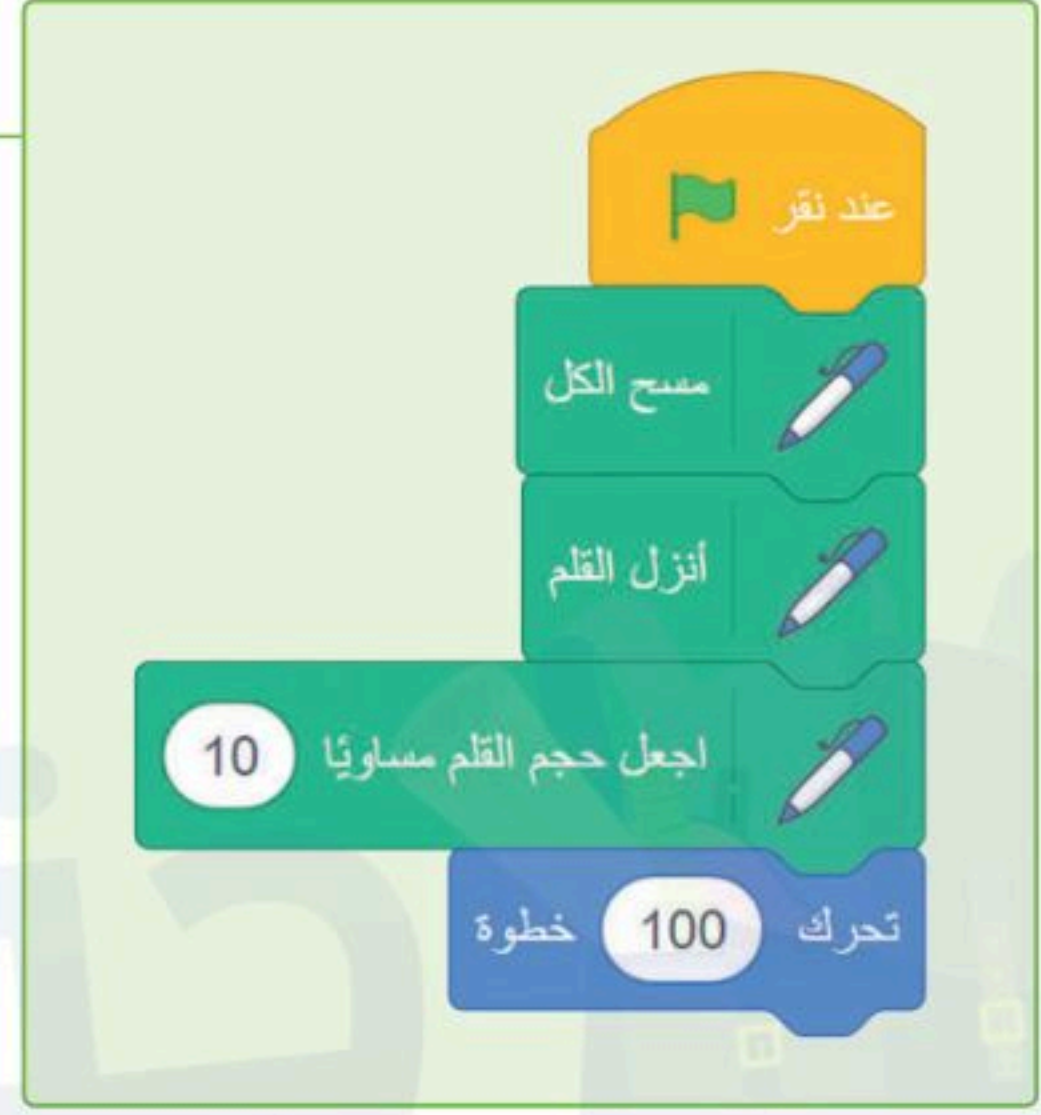 عند نقر
مسح الكل
أنزل القلم
اجعل حجم القلم مساويًا 10
تحرك 100 خطوة